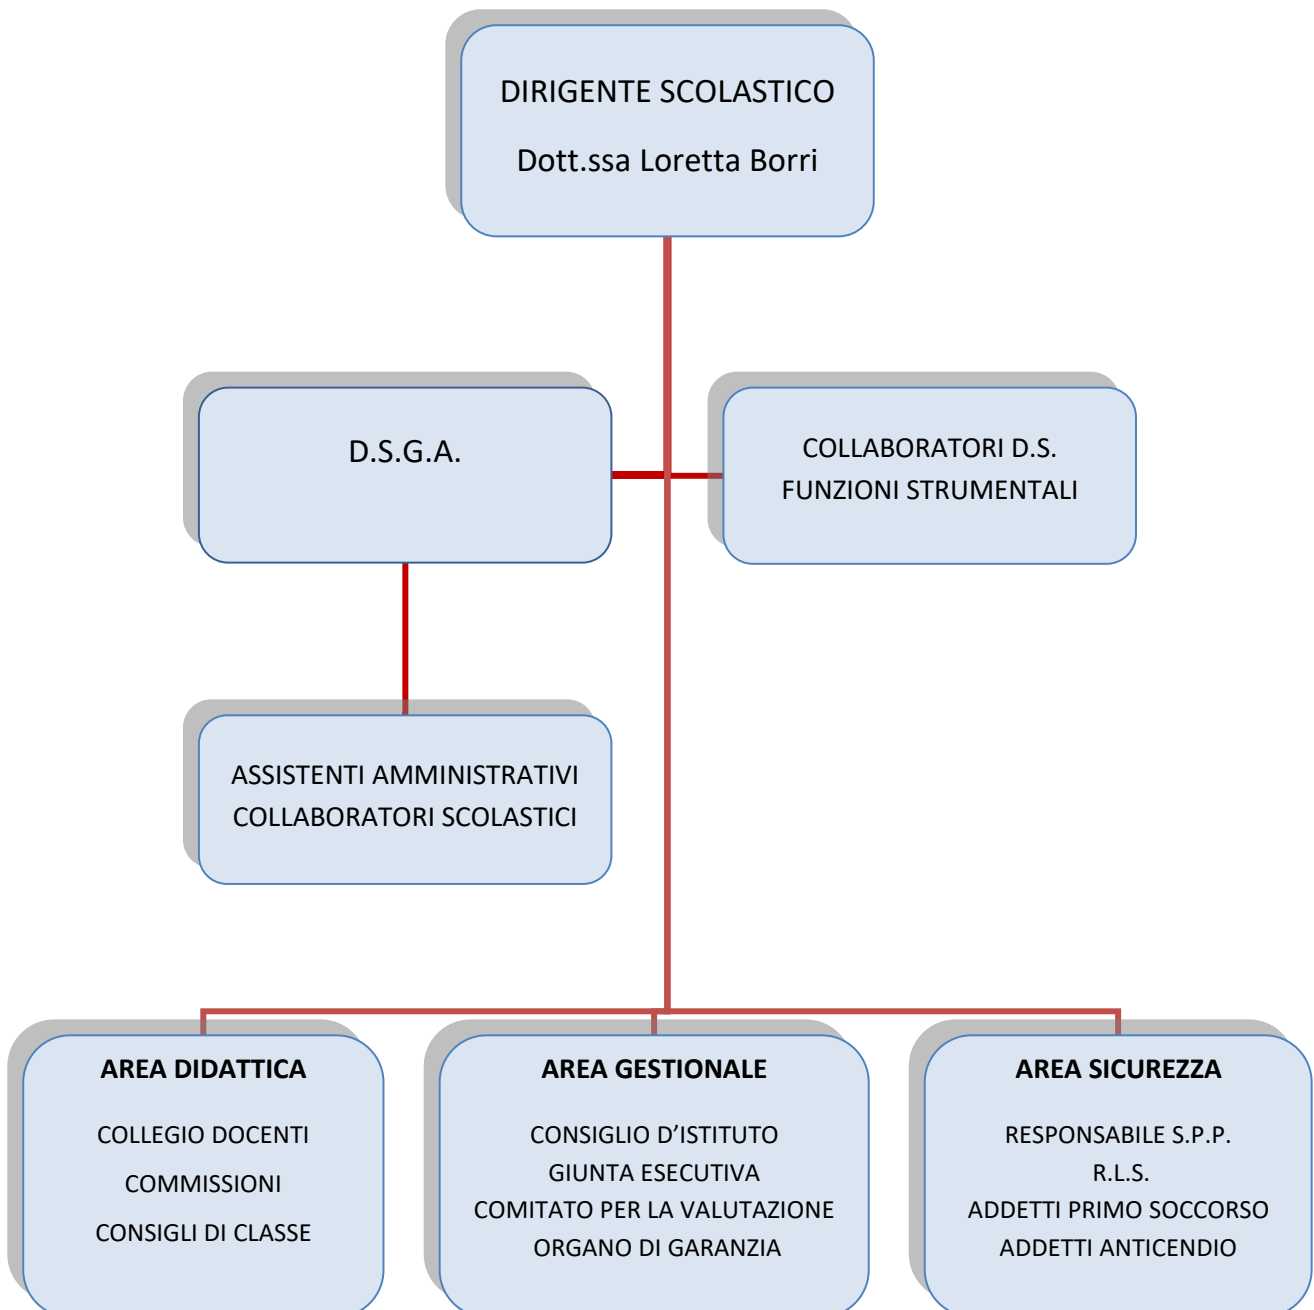 DIRIGENTE SCOLASTICO
Dott.ssa Loretta Borri
D.S.G.A.
COLLABORATORI D.S.
FUNZIONI STRUMENTALI
ASSISTENTI AMMINISTRATIVI
COLLABORATORI SCOLASTICI
AREA DIDATTICA
COLLEGIO DOCENTI
COMMISSIONI
CONSIGLI DI CLASSE
AREA GESTIONALE
CONSIGLIO D’ISTITUTO
GIUNTA ESECUTIVA
COMITATO PER LA VALUTAZIONE
ORGANO DI GARANZIA
AREA SICUREZZA
RESPONSABILE S.P.P.
R.L.S.
ADDETTI PRIMO SOCCORSO
ADDETTI ANTICENDIO